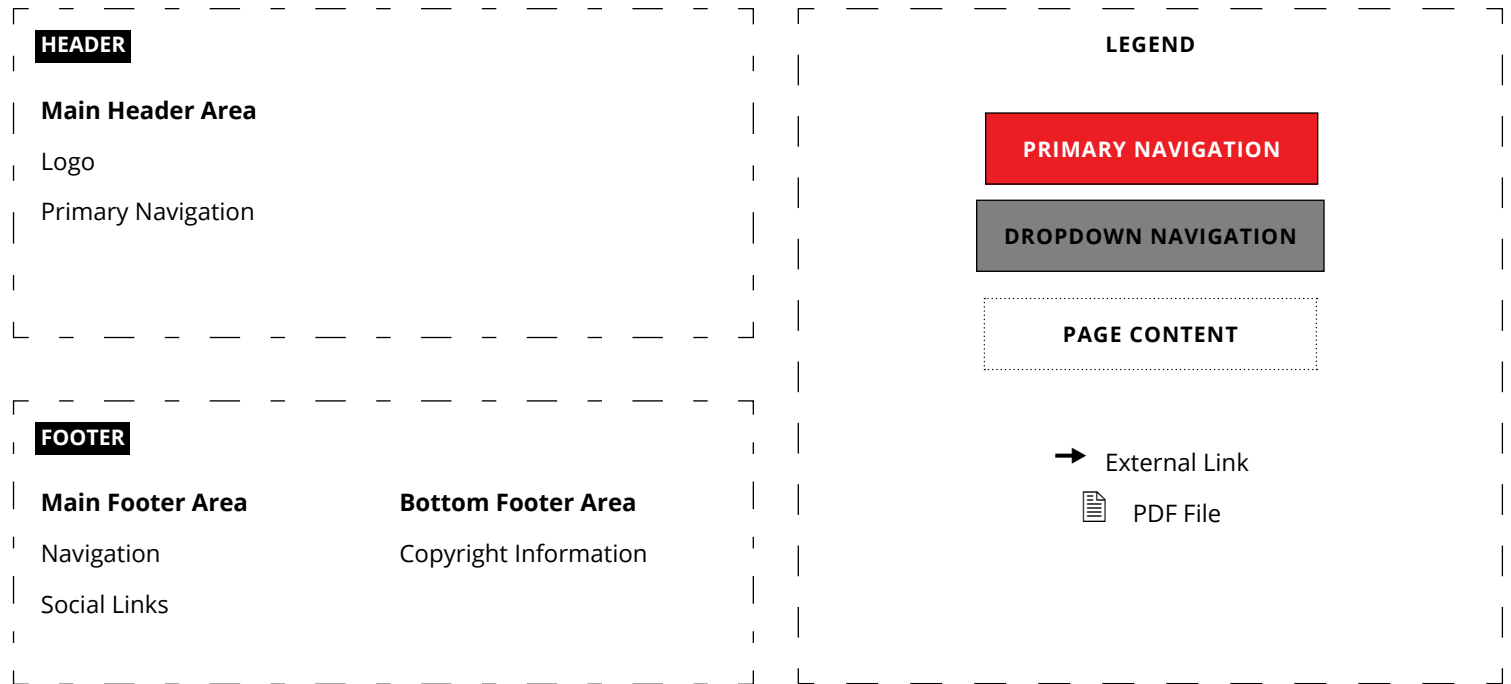 HEADER
Main Header Area
Logo
Primary Navigation
FOOTER
Main Footer Area
Navigation
Social Links
Bottom Footer Area
Copyright Information
LEGEND
PRIMARY NAVIGATION
DROPDOWN NAVIGATION
PAGE CONTENT
External Link
PDF File